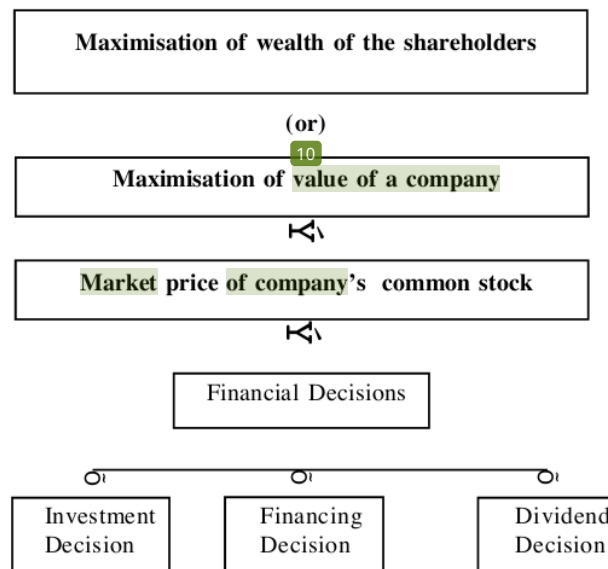 Maximisation of wealth of the shareholders
(or)
10
Maximisation of value of a company
Market price of company's common stock
Financial Decisions
Investment Financing Dividend
Decision Decision Decision